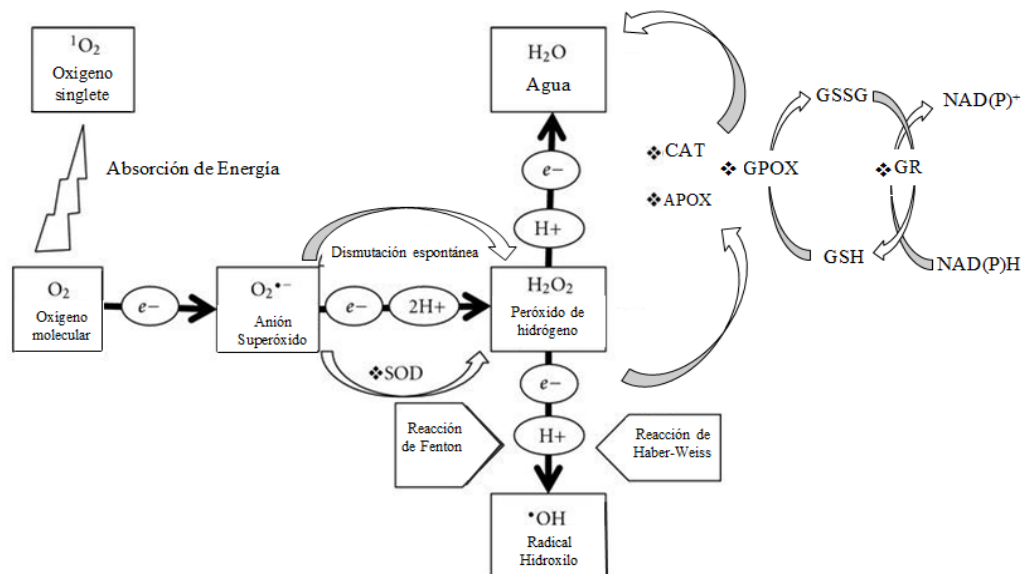 ¹O₂
Oxigeno
singlete
Absorción de Energía
O₂
Oxígeno
molecular
e−
O₂•−
Anión
Superóxido
Dismutación espontánea
e−
2H+
❖SOD
H₂O
Agua
e−
H+
H₂O₂
Peróxido de
hidrógeno
e−
H+
Reacción
de Fenton
Reacción de
Haber-Weiss
•OH
Radical
Hidroxilo
❖CAT
❖APOX
❖GPOX
GSSG
GSH
❖GR
NAD(P)⁺
NAD(P)H